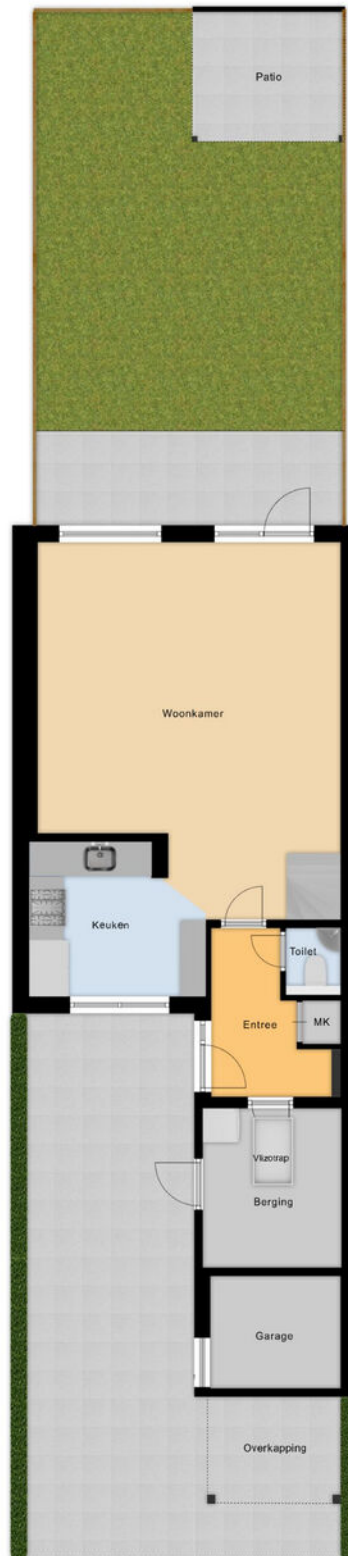 Patio
Woonkamer
Keuken
Toilet
Entree
MK
Vlizotrap
Berging
Garage
Overkapping